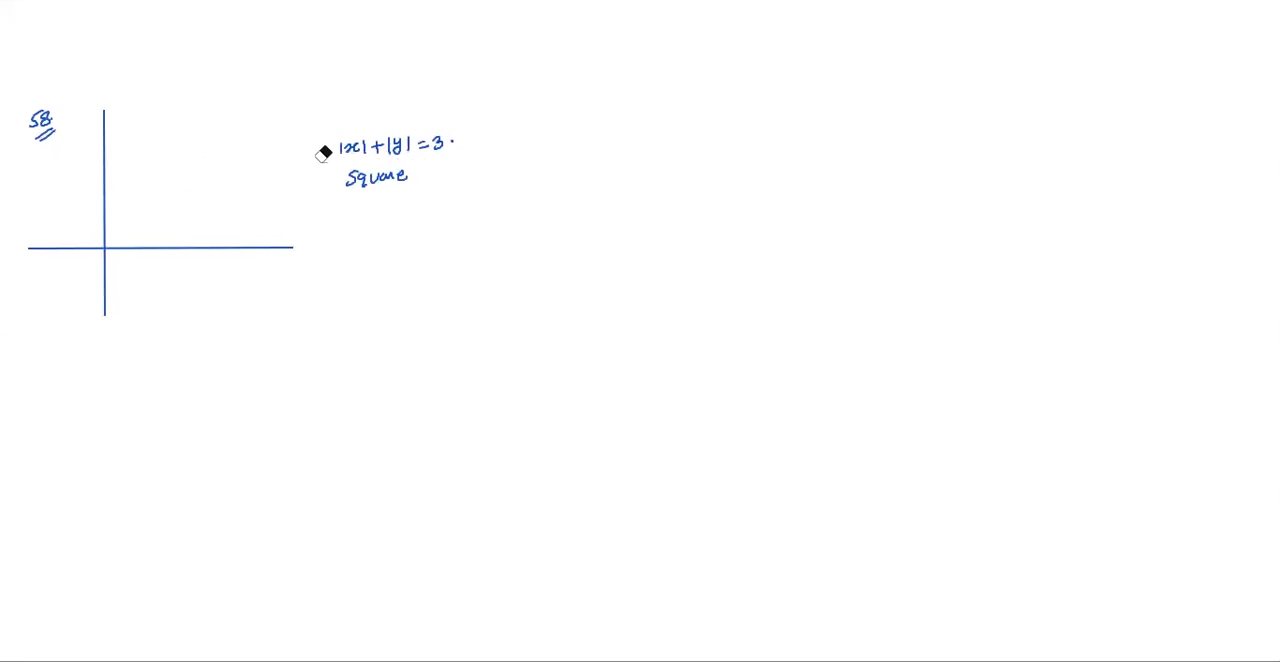 58.
|x| + |y| = 3.
square